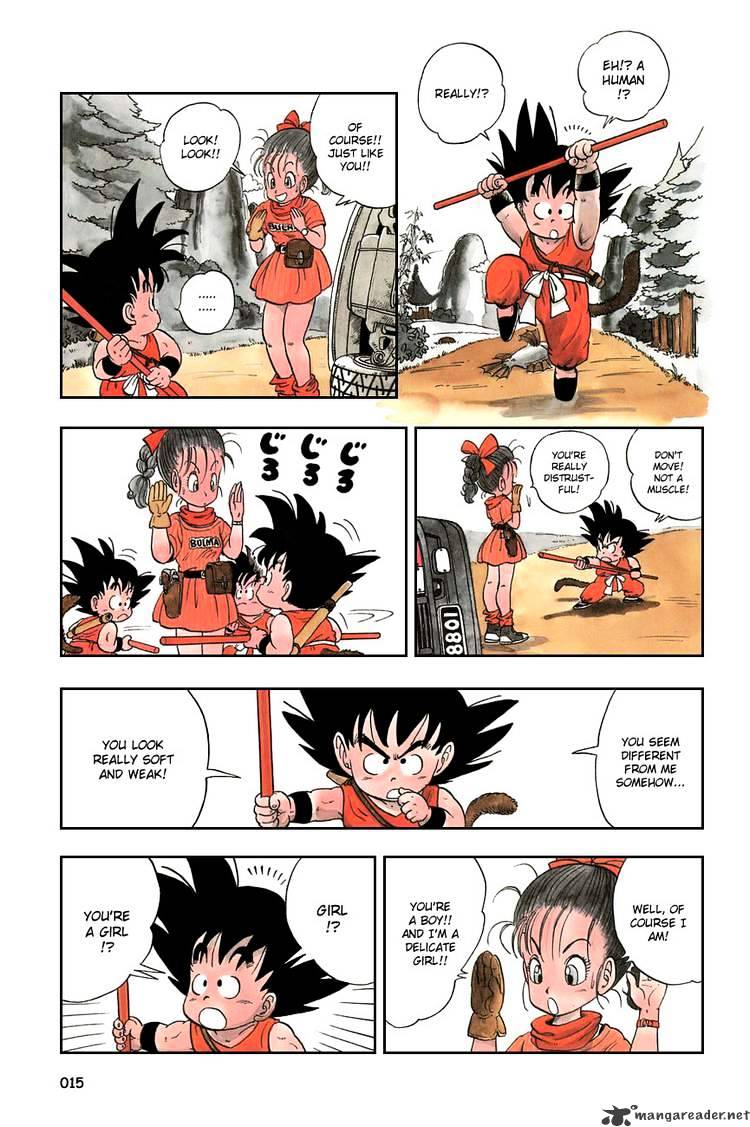 EH!? A
HUMAN
!?
REALLY!?
OF
COURSE!!
JUST LIKE
YOU!!
LOOK!
LOOK!!
BULMA
.....
.....
DON'T
MOVE!
NOT A
MUSCLE!
YOU'RE
REALLY
DISTRUST-
FUL!
8801
じろ
じろ
じろ
BULMA
YOU SEEM
DIFFERENT
FROM ME
SOMEHOW...
YOU LOOK
REALLY SOFT
AND WEAK!
WELL, OF
COURSE I
AM!
YOU'RE
A BOY!!
AND I'M A
DELICATE
GIRL!!
GIRL
!?
YOU'RE
A GIRL
!?
015
mangareader.net